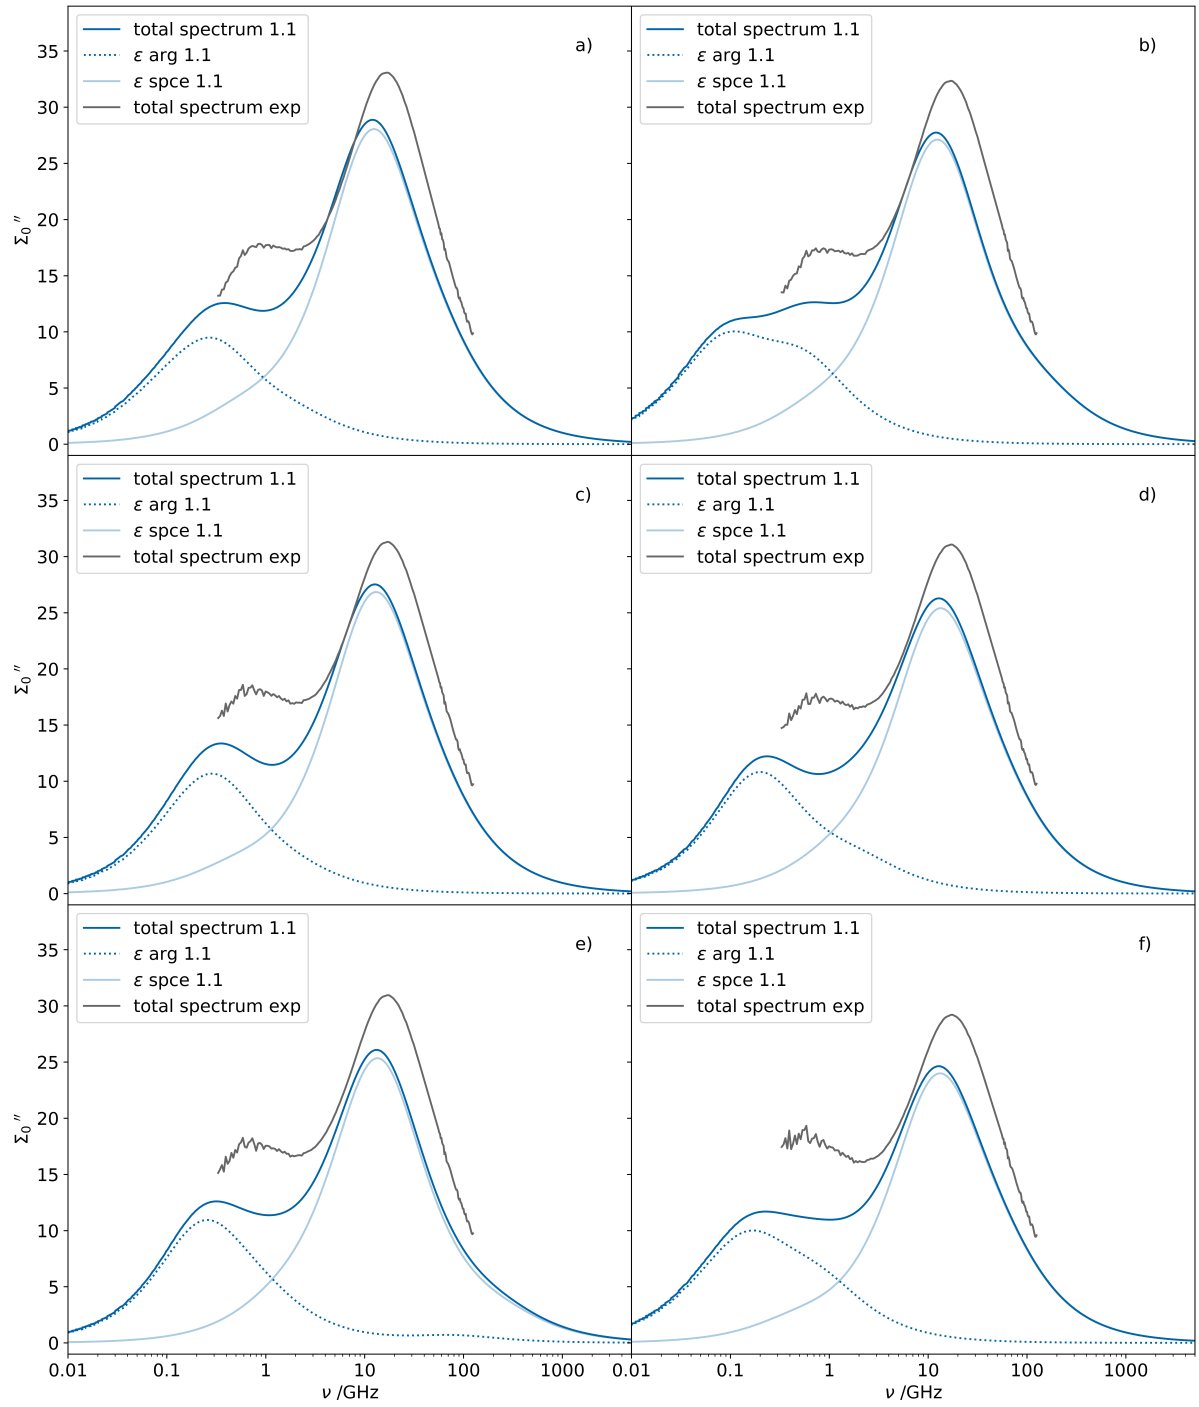 total spectrum 1.1
ε arg 1.1
ε spce 1.1
total spectrum exp
a)
35
30
25
20
15
10
5
0
Σ₀″
total spectrum 1.1
ε arg 1.1
ε spce 1.1
total spectrum exp
b)
total spectrum 1.1
ε arg 1.1
ε spce 1.1
total spectrum exp
c)
35
30
25
20
15
10
5
0
Σ₀″
total spectrum 1.1
ε arg 1.1
ε spce 1.1
total spectrum exp
d)
total spectrum 1.1
ε arg 1.1
ε spce 1.1
total spectrum exp
e)
35
30
25
20
15
10
5
0
Σ₀″
0.01 0.1 1 10 100 1000
ν /GHz
total spectrum 1.1
ε arg 1.1
ε spce 1.1
total spectrum exp
f)
0.01 0.1 1 10 100 1000
ν /GHz